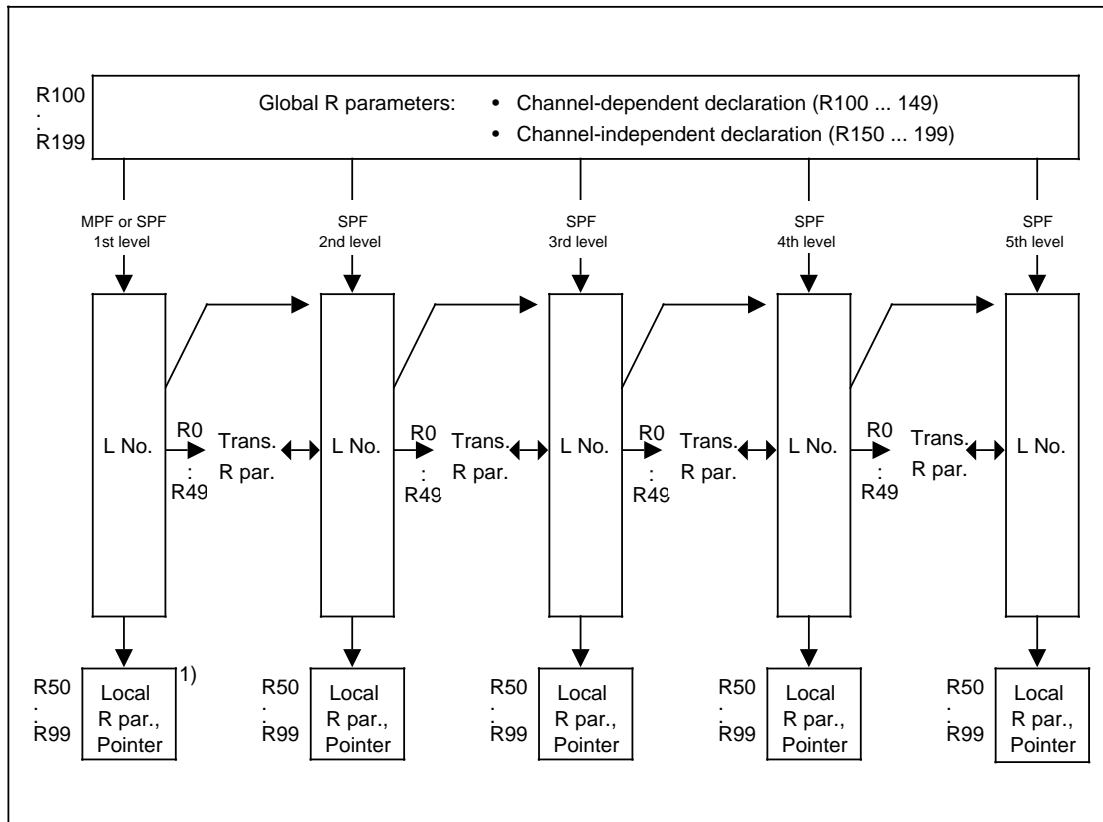 R100
.
.
R199
Global R parameters: • Channel-dependent declaration (R100 ... 149)
• Channel-independent declaration (R150 ... 199)
MPF or SPF
1st level
SPF
2nd level
SPF
3rd level
SPF
4th level
SPF
5th level
L No.
R0
:
R49
Trans.
R par.
L No.
R0
:
R49
Trans.
R par.
L No.
R0
:
R49
Trans.
R par.
L No.
R0
:
R49
Trans.
R par.
L No.
R50
.
.
R99
Local
R par.,
Pointer
1)
R50
.
.
R99
Local
R par.,
Pointer
R50
.
.
R99
Local
R par.,
Pointer
R50
.
.
R99
Local
R par.,
Pointer
R50
.
.
R99
Local
R par.,
Pointer